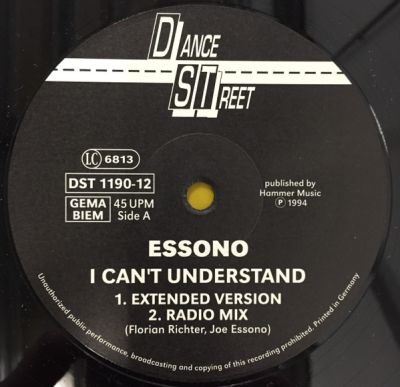 DANCE
STREET
LC 6813
DST 1190-12
GEMA
BIEM
45 UPM
Side A
published by
Hammer Music
Ⓟ 1994
ESSONO
I CAN'T UNDERSTAND
1. EXTENDED VERSION
2. RADIO MIX
(Florian Richter, Joe Essono)
Unauthorized public performance, broadcasting and copying of this recording prohibited. Printed in Germany